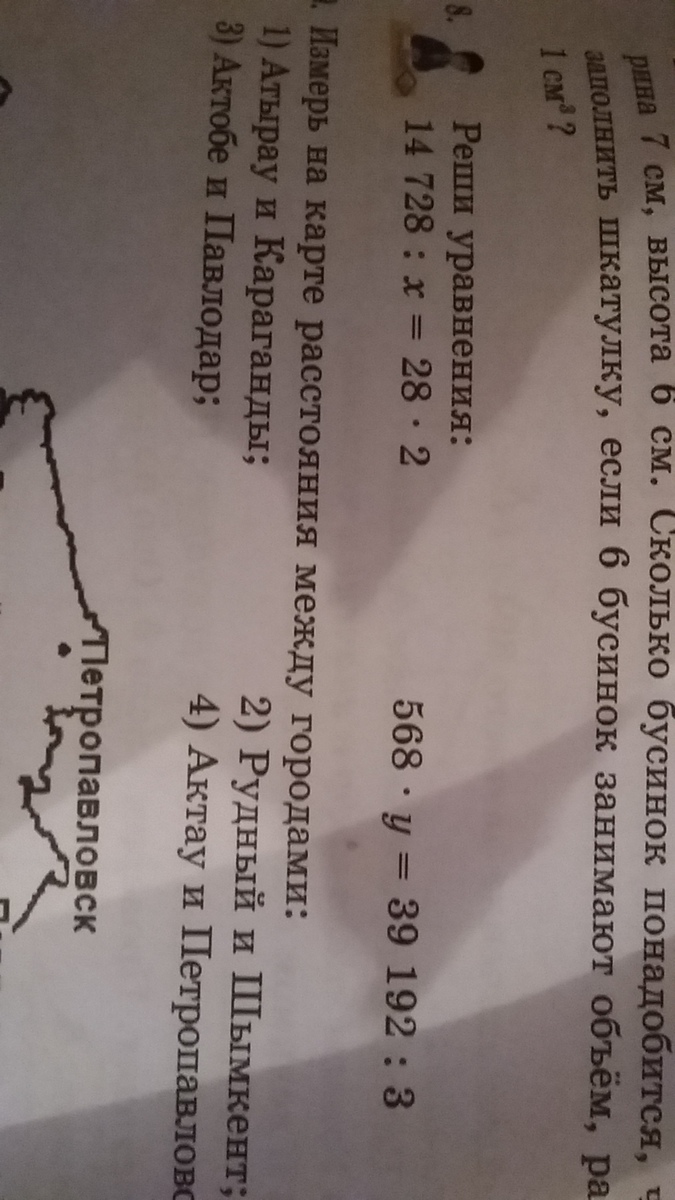 рина 7 см, высота 6 см. Сколько бусинок понадобится,
заполнить шкатулку, если 6 бусинок занимают объём,
1 см³?
8. Реши уравнения:
14 728 : x = 28 · 2 568 · y = 39 192 : 3
Измерь на карте расстояния между городами:
1) Атырау и Караганды; 2) Рудный и Шымкент;
3) Актобе и Павлодар; 4) Актау и Петропавловс
Петропавловск